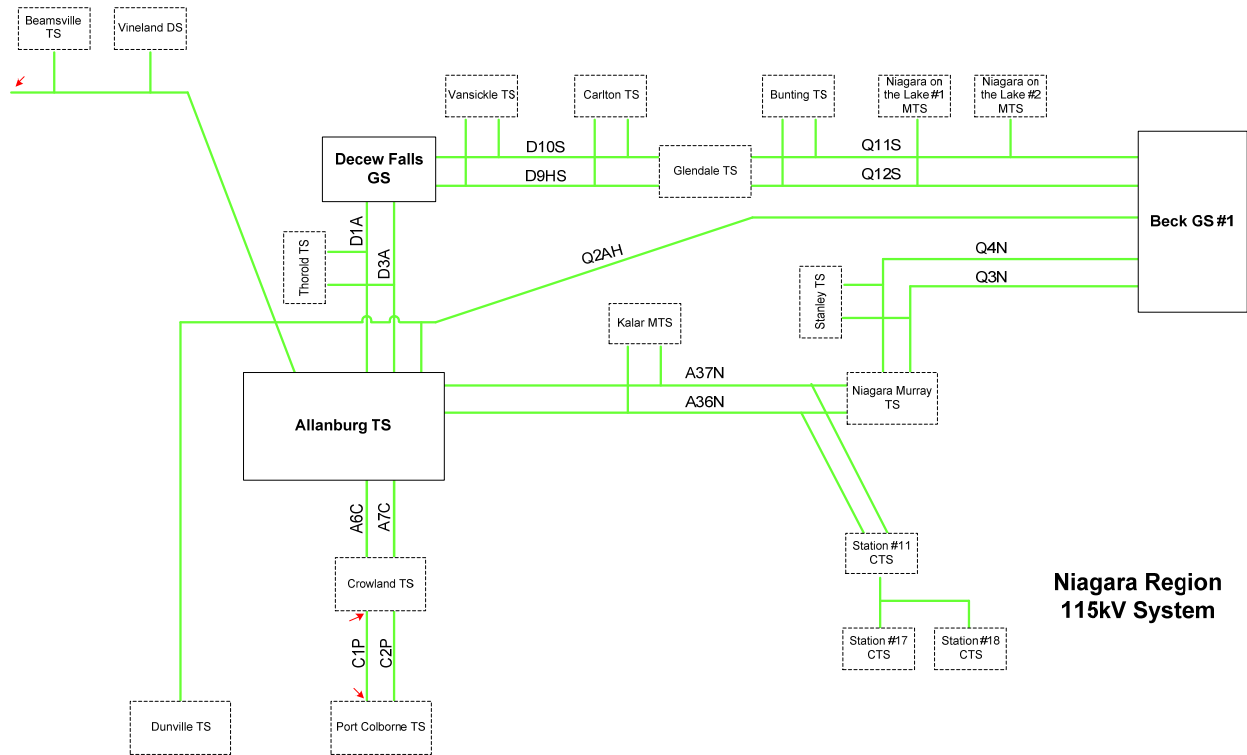 Beamsville
TS
Vineland DS
Vansickle TS
Carlton TS
Bunting TS
Niagara on
the Lake #1
MTS
Niagara on
the Lake #2
MTS
Decew Falls
GS
D10S
D9HS
Glendale TS
Q11S
Q12S
Beck GS #1
D1A
D3A
Thorold TS
Q2AH
Q4N
Q3N
Stanley TS
Kalar MTS
A37N
A36N
Niagara Murray
TS
Allanburg TS
A6C
A7C
Crowland TS
Station #11
CTS
Niagara Region
115kV System
C1P
C2P
Station #17
CTS
Station #18
CTS
Dunville TS
Port Colborne TS